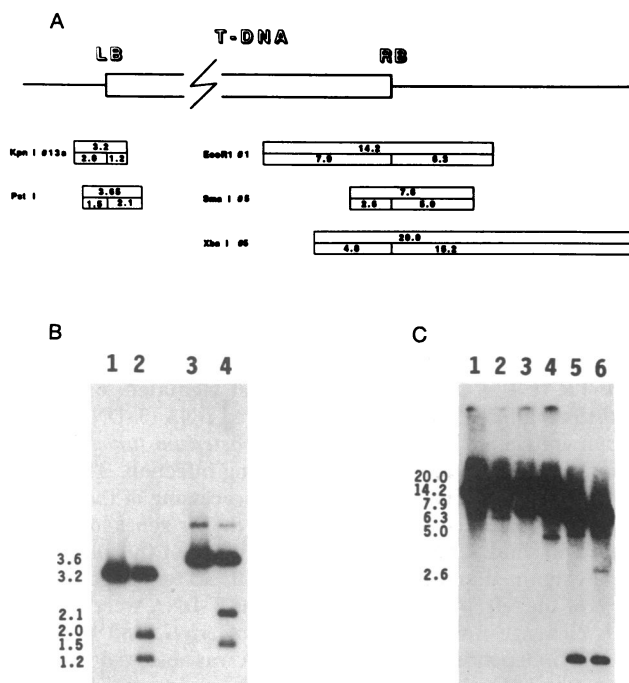 A
T-DNA
LB RB
3.2
Kpn I #13a 2.0 1.2
14.2
EcoR1 #1 7.9 6.3
3.65
Pst I 1.5 2.1
7.6
Sma I #5 2.6 5.0
20.0
Xba I #6 4.8 15.2
B
1 2 3 4
3.6
3.2
2.1
2.0
1.5
1.2
C
1 2 3 4 5 6
20.0
14.2
7.9
6.3
5.0
2.6